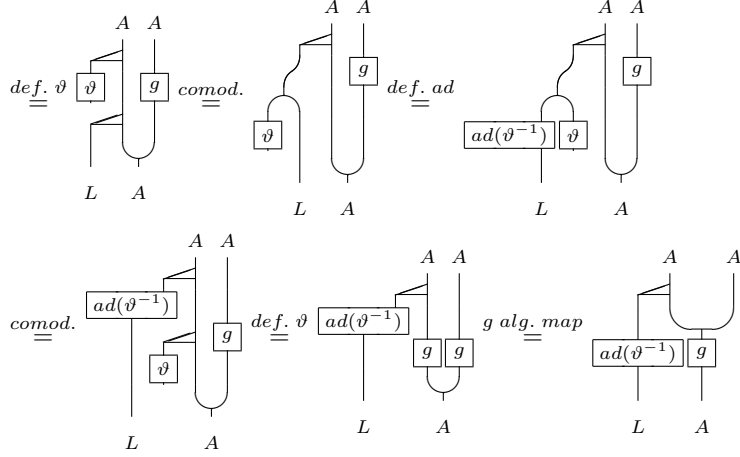 A A A A A A
def. ϑ ϑ g comod. g def. ad g
ϑ ad(ϑ⁻¹) ϑ
L A L A L A
A A A A A A
comod. ad(ϑ⁻¹) g def. ϑ ad(ϑ⁻¹) g alg. map
ϑ g g ad(ϑ⁻¹) g
L A L A L A